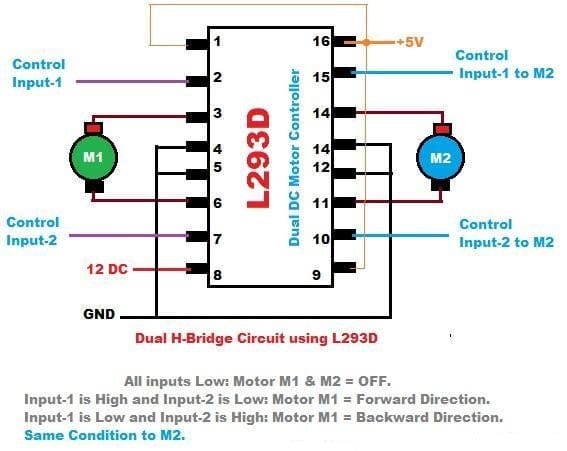 1
16
+5V
Control
Input-1
2
15
Control
Input-1 to M2
3
14
M1
M2
4
14
5
12
6
11
Control
Input-2
7
10
Control
Input-2 to M2
12 DC
8
9
L293D
Dual DC Motor Controller
GND
Dual H-Bridge Circuit using L293D
All inputs Low: Motor M1 & M2 = OFF.
Input-1 is High and Input-2 is Low: Motor M1 = Forward Direction.
Input-1 is Low and Input-2 is High: Motor M1 = Backward Direction.
Same Condition to M2.